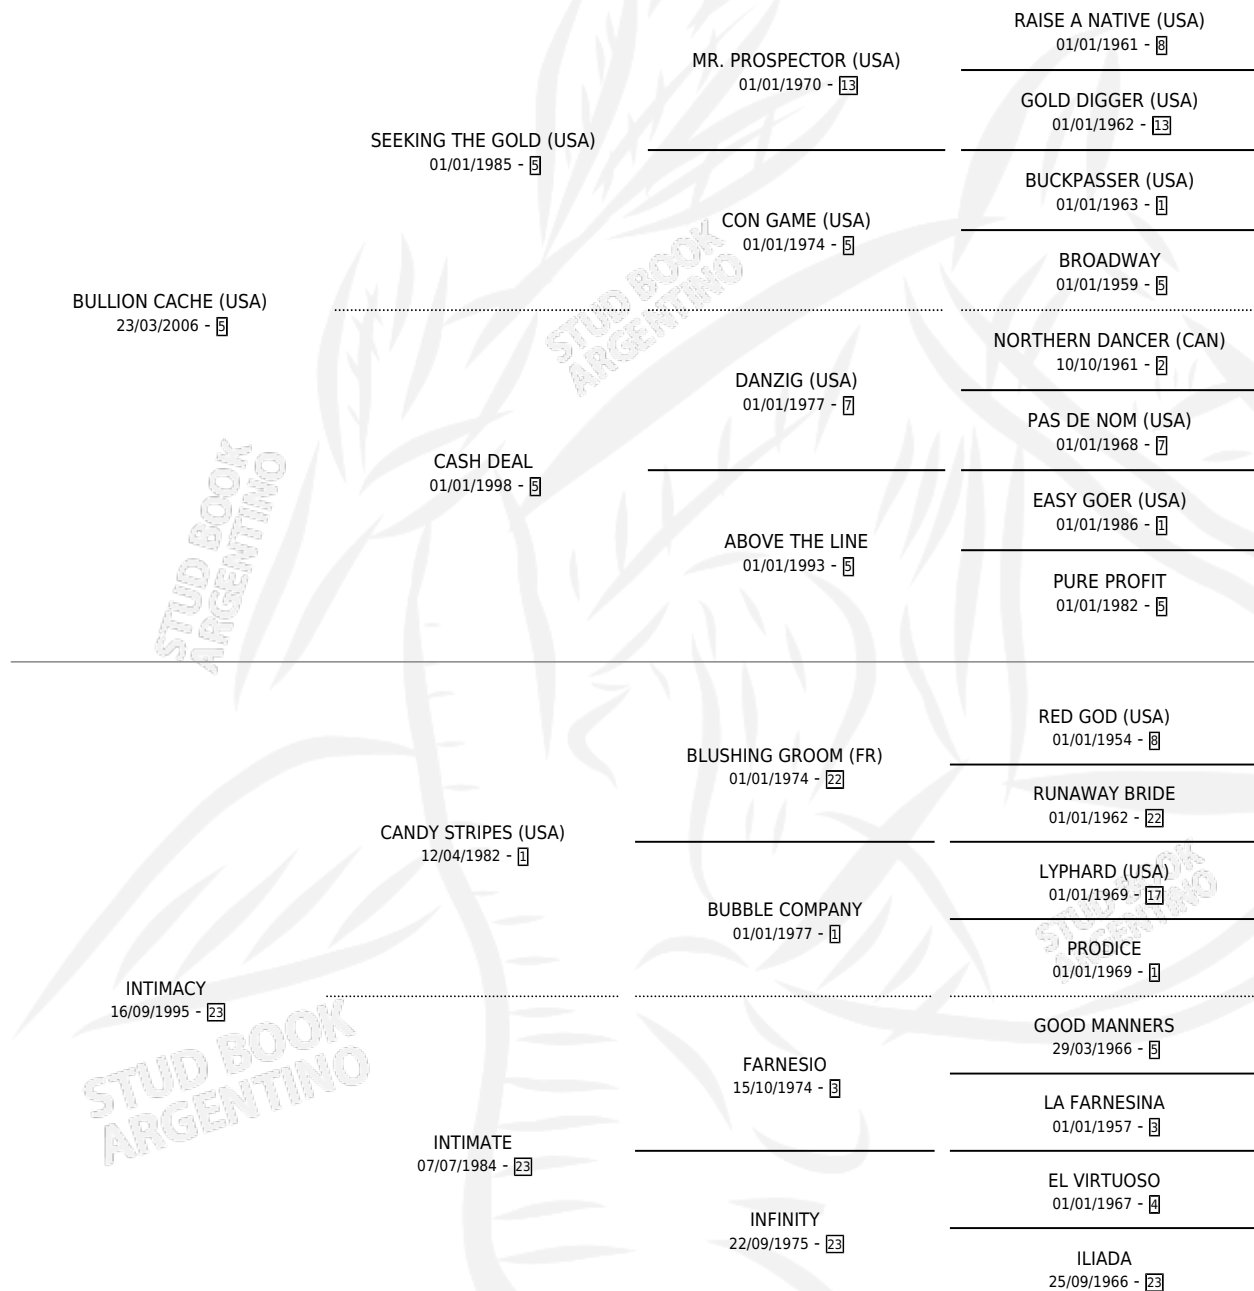 RAISE A NATIVE (USA)
01/01/1961 - 8
MR. PROSPECTOR (USA)
01/01/1970 - 13
GOLD DIGGER (USA)
01/01/1962 - 13
SEEKING THE GOLD (USA)
01/01/1985 - 5
BUCKPASSER (USA)
01/01/1963 - 1
CON GAME (USA)
01/01/1974 - 5
BROADWAY
01/01/1959 - 5
BULLION CACHE (USA)
23/03/2006 - 5
NORTHERN DANCER (CAN)
10/10/1961 - 2
DANZIG (USA)
01/01/1977 - 7
PAS DE NOM (USA)
01/01/1968 - 7
CASH DEAL
01/01/1998 - 5
EASY GOER (USA)
01/01/1986 - 1
ABOVE THE LINE
01/01/1993 - 5
PURE PROFIT
01/01/1982 - 5
RED GOD (USA)
01/01/1954 - 8
BLUSHING GROOM (FR)
01/01/1974 - 22
RUNAWAY BRIDE
01/01/1962 - 22
CANDY STRIPES (USA)
12/04/1982 - 1
LYPHARD (USA)
01/01/1969 - 17
BUBBLE COMPANY
01/01/1977 - 1
PRODICE
01/01/1969 - 1
INTIMACY
16/09/1995 - 23
GOOD MANNERS
29/03/1966 - 5
FARNESIO
15/10/1974 - 3
LA FARNESINA
01/01/1957 - 3
INTIMATE
07/07/1984 - 23
EL VIRTUOSO
01/01/1967 - 4
INFINITY
22/09/1975 - 23
ILIADA
25/09/1966 - 23
STUD BOOK
ARGENTINO
STUD BOOK
ARGENTINO
STUD BOOK
ARGENTINO
STUD BOOK
ARGENTINO